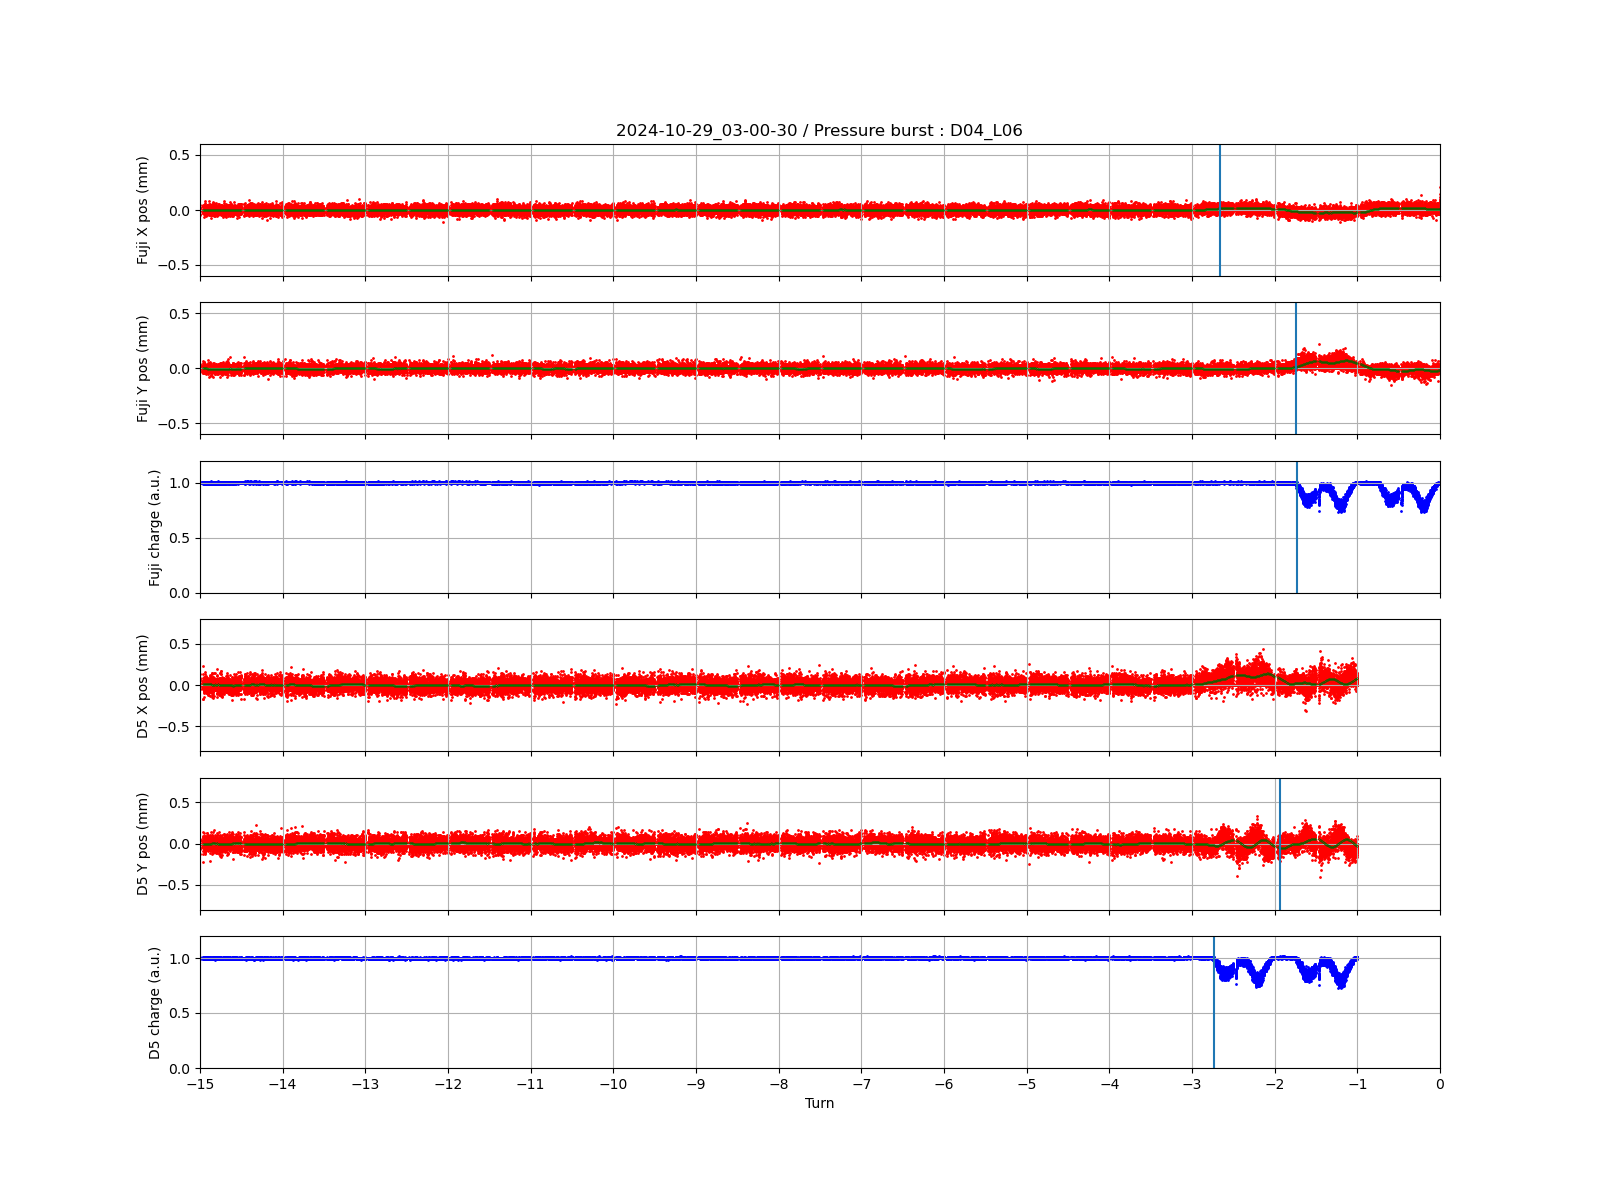 2024-10-29_03-00-30 / Pressure burst : D04_L06
Fuji X pos (mm)
0.5
0.0
−0.5
Fuji Y pos (mm)
0.5
0.0
−0.5
Fuji charge (a.u.)
1.0
0.5
0.0
D5 X pos (mm)
0.5
0.0
−0.5
D5 Y pos (mm)
0.5
0.0
−0.5
D5 charge (a.u.)
1.0
0.5
0.0
−15 −14 −13 −12 −11 −10 −9 −8 −7 −6 −5 −4 −3 −2 −1 0
Turn